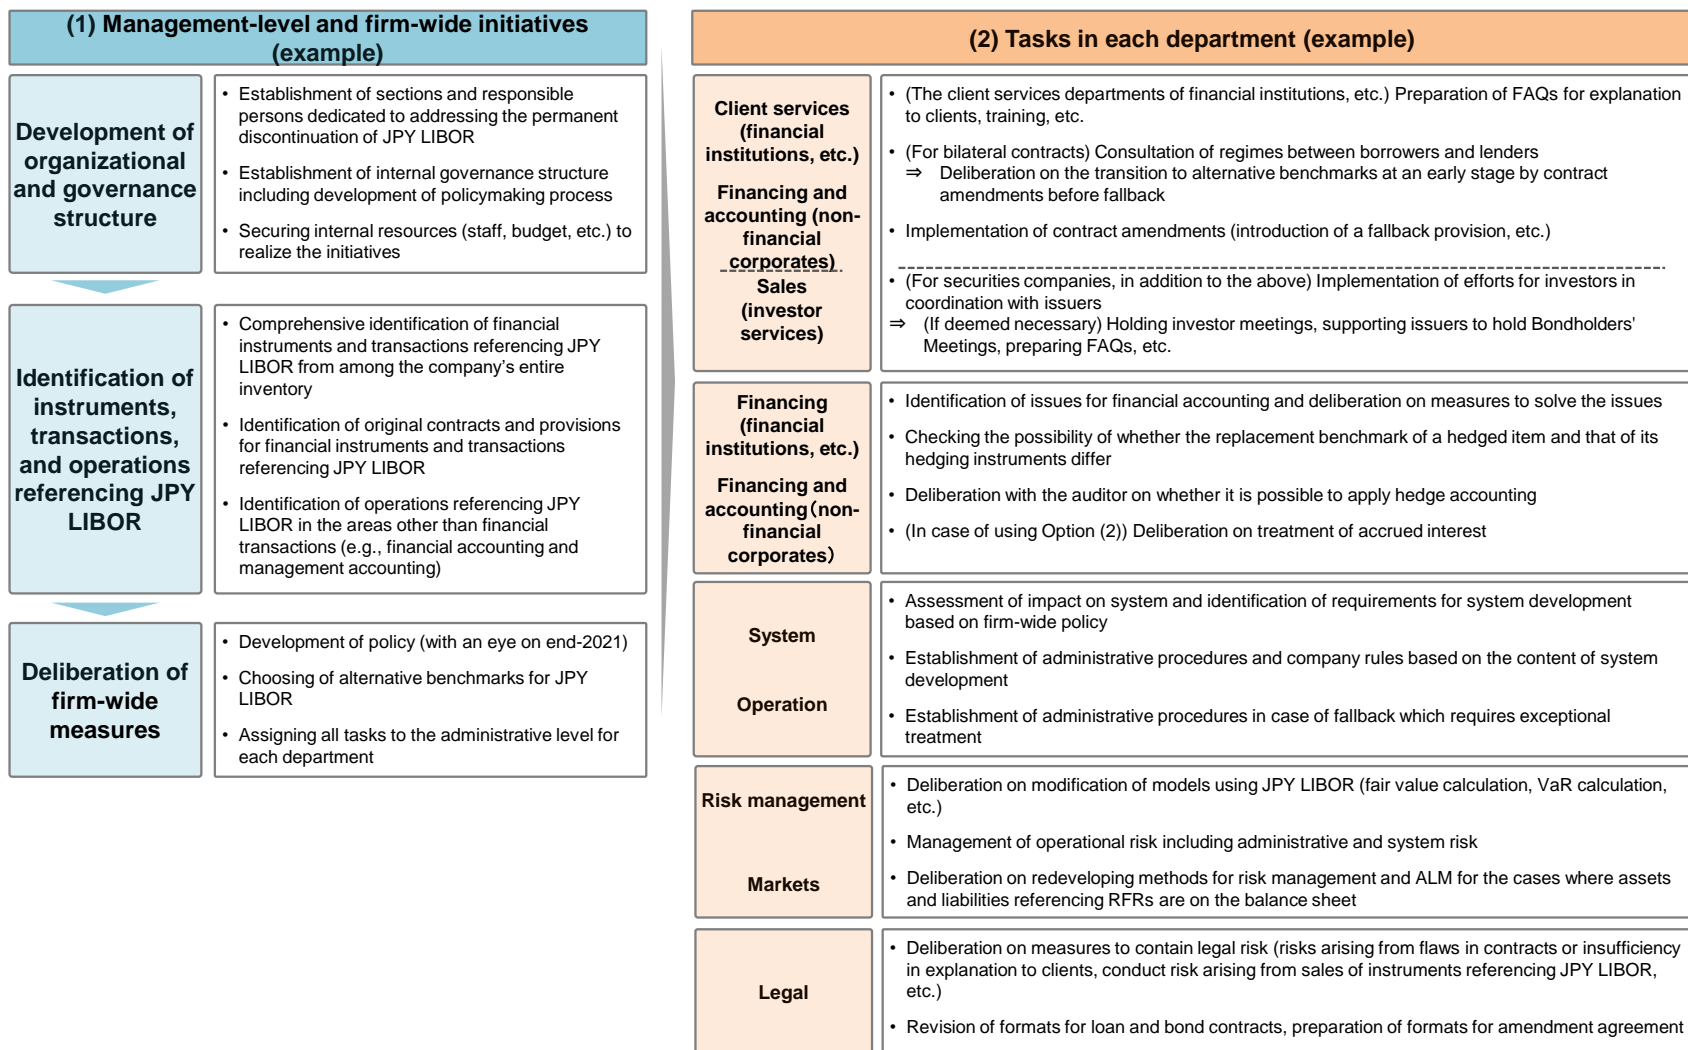 (1) Management-level and firm-wide initiatives
(example)
Development of
organizational
and governance
structure
• Establishment of sections and responsible
persons dedicated to addressing the permanent
discontinuation of JPY LIBOR
• Establishment of internal governance structure
including development of policymaking process
• Securing internal resources (staff, budget, etc.) to
realize the initiatives
Identification of
instruments,
transactions,
and operations
referencing JPY
LIBOR
• Comprehensive identification of financial
instruments and transactions referencing JPY
LIBOR from among the company's entire
inventory
• Identification of original contracts and provisions
for financial instruments and transactions
referencing JPY LIBOR
• Identification of operations referencing JPY
LIBOR in the areas other than financial
transactions (e.g., financial accounting and
management accounting)
Deliberation of
firm-wide
measures
• Development of policy (with an eye on end-2021)
• Choosing of alternative benchmarks for JPY
LIBOR
• Assigning all tasks to the administrative level for
each department
(2) Tasks in each department (example)
Client services
(financial
institutions, etc.)
Financing and
accounting (non-
financial
corporates)
Sales
(investor
services)
• (The client services departments of financial institutions, etc.) Preparation of FAQs for explanation
to clients, training, etc.
• (For bilateral contracts) Consultation of regimes between borrowers and lenders
⇒ Deliberation on the transition to alternative benchmarks at an early stage by contract
amendments before fallback
• Implementation of contract amendments (introduction of a fallback provision, etc.)
• (For securities companies, in addition to the above) Implementation of efforts for investors in
coordination with issuers
⇒ (If deemed necessary) Holding investor meetings, supporting issuers to hold Bondholders'
Meetings, preparing FAQs, etc.
Financing
(financial
institutions, etc.)
Financing and
accounting（non-
financial
corporates）
• Identification of issues for financial accounting and deliberation on measures to solve the issues
• Checking the possibility of whether the replacement benchmark of a hedged item and that of its
hedging instruments differ
• Deliberation with the auditor on whether it is possible to apply hedge accounting
• (In case of using Option (2)) Deliberation on treatment of accrued interest
System
Operation
• Assessment of impact on system and identification of requirements for system development
based on firm-wide policy
• Establishment of administrative procedures and company rules based on the content of system
development
• Establishment of administrative procedures in case of fallback which requires exceptional
treatment
Risk management
Markets
• Deliberation on modification of models using JPY LIBOR (fair value calculation, VaR calculation,
etc.)
• Management of operational risk including administrative and system risk
• Deliberation on redeveloping methods for risk management and ALM for the cases where assets
and liabilities referencing RFRs are on the balance sheet
Legal
• Deliberation on measures to contain legal risk (risks arising from flaws in contracts or insufficiency
in explanation to clients, conduct risk arising from sales of instruments referencing JPY LIBOR,
etc.)
• Revision of formats for loan and bond contracts, preparation of formats for amendment agreement